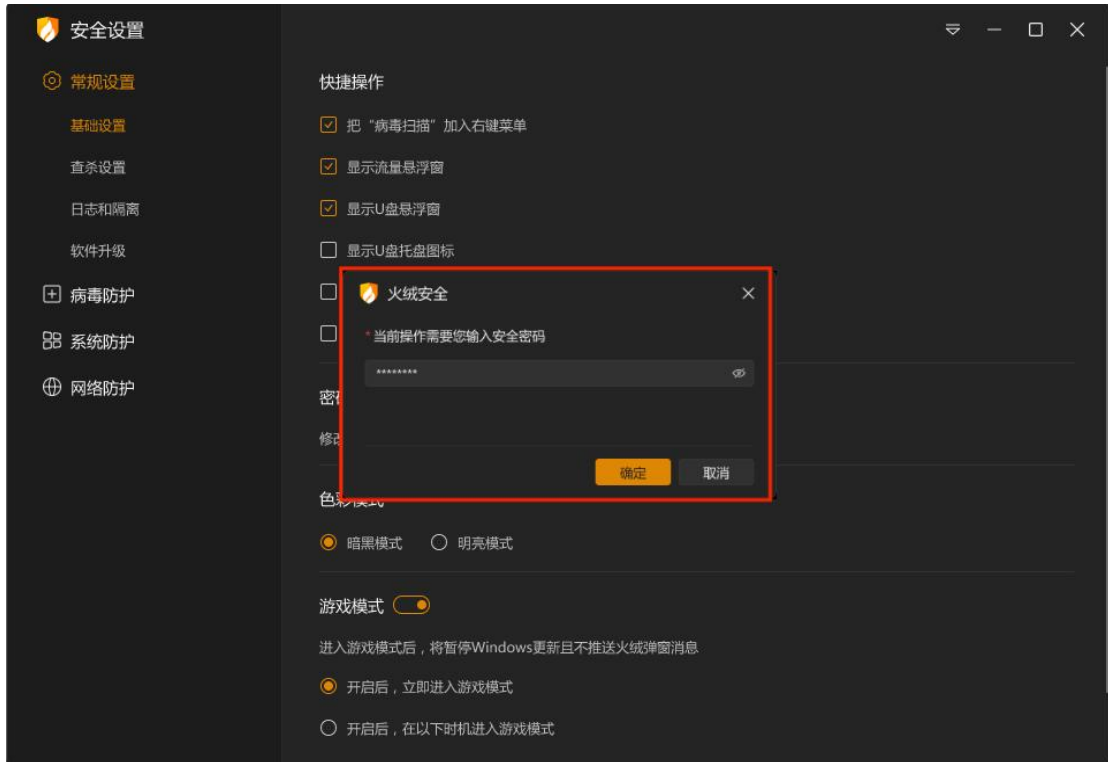 安全设置
常规设置
基础设置
查杀设置
日志和隔离
软件升级
病毒防护
系统防护
网络防护
快捷操作
把“病毒扫描”加入右键菜单
显示流量悬浮窗
显示U盘悬浮窗
显示U盘托盘图标
火绒安全
*当前操作需要您输入安全密码
********
确定 取消
密
修
色彩模式
暗黑模式 明亮模式
游戏模式
进入游戏模式后，将暂停Windows更新且不推送火绒弹窗消息
开启后，立即进入游戏模式
开启后，在以下时机进入游戏模式